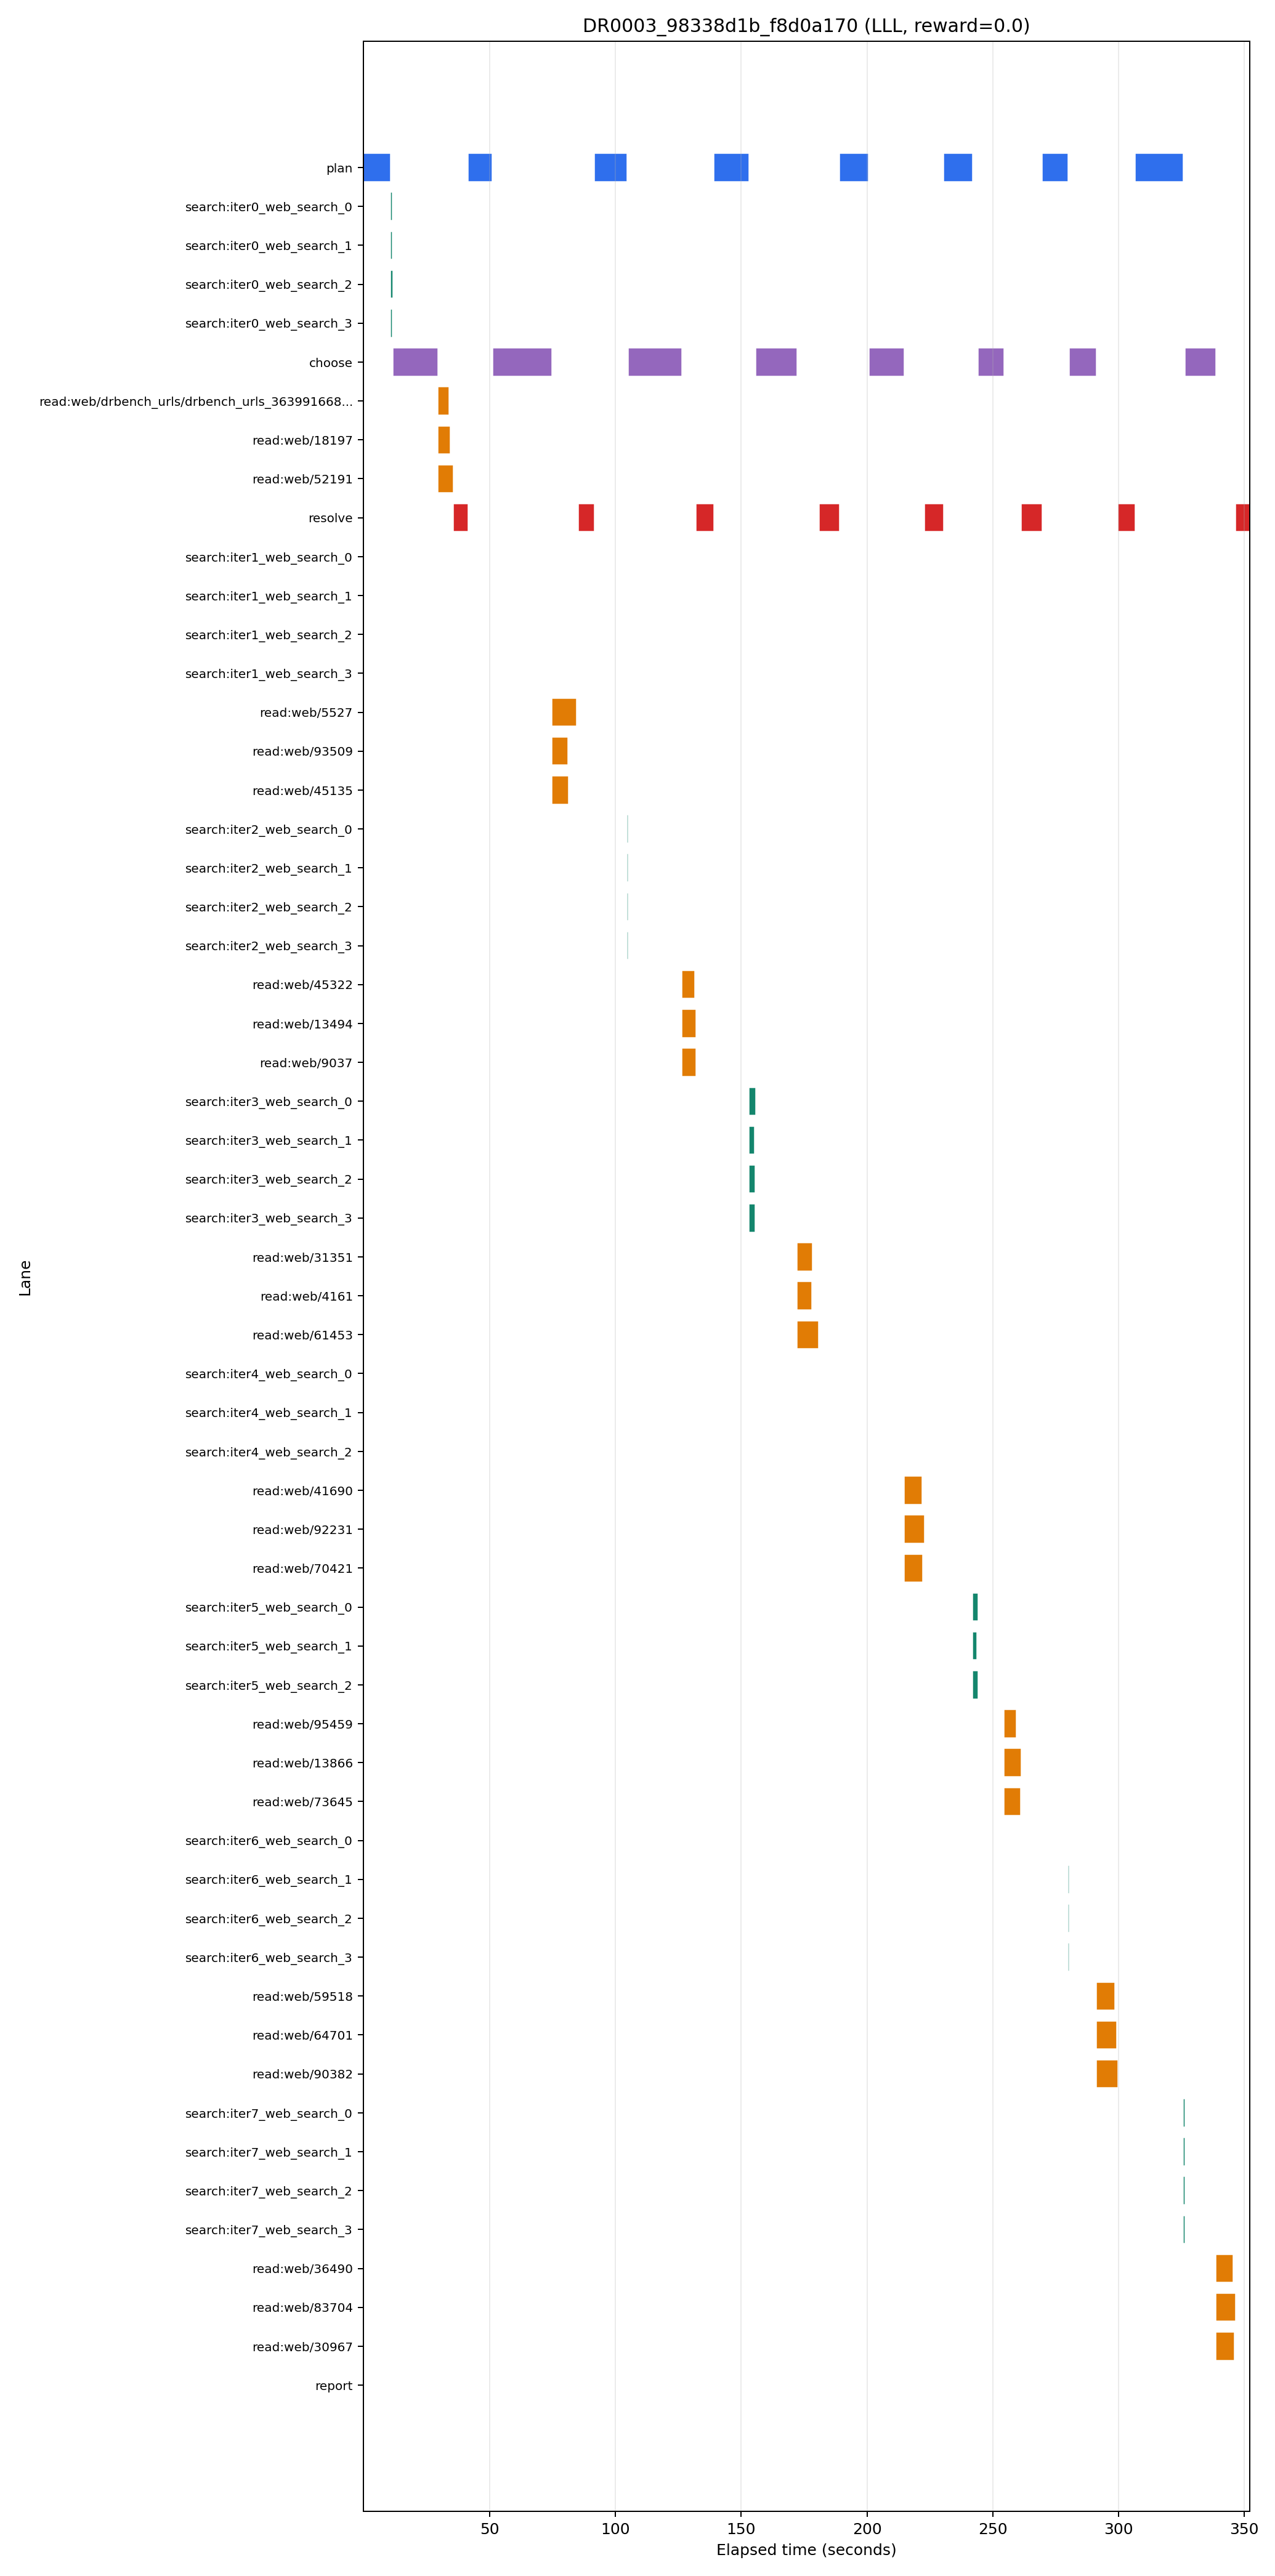 DR0003_98338d1b_f8d0a170 (LLL, reward=0.0)
plan
search:iter0_web_search_0
search:iter0_web_search_1
search:iter0_web_search_2
search:iter0_web_search_3
choose
read:web/drbench_urls/drbench_urls_363991668...
read:web/18197
read:web/52191
resolve
search:iter1_web_search_0
search:iter1_web_search_1
search:iter1_web_search_2
search:iter1_web_search_3
read:web/5527
read:web/93509
read:web/45135
search:iter2_web_search_0
search:iter2_web_search_1
search:iter2_web_search_2
search:iter2_web_search_3
read:web/45322
read:web/13494
read:web/9037
search:iter3_web_search_0
search:iter3_web_search_1
search:iter3_web_search_2
search:iter3_web_search_3
read:web/31351
read:web/4161
read:web/61453
search:iter4_web_search_0
search:iter4_web_search_1
search:iter4_web_search_2
read:web/41690
read:web/92231
read:web/70421
search:iter5_web_search_0
search:iter5_web_search_1
search:iter5_web_search_2
read:web/95459
read:web/13866
read:web/73645
search:iter6_web_search_0
search:iter6_web_search_1
search:iter6_web_search_2
search:iter6_web_search_3
read:web/59518
read:web/64701
read:web/90382
search:iter7_web_search_0
search:iter7_web_search_1
search:iter7_web_search_2
search:iter7_web_search_3
read:web/36490
read:web/83704
read:web/30967
report
Lane
50 100 150 200 250 300 350
Elapsed time (seconds)